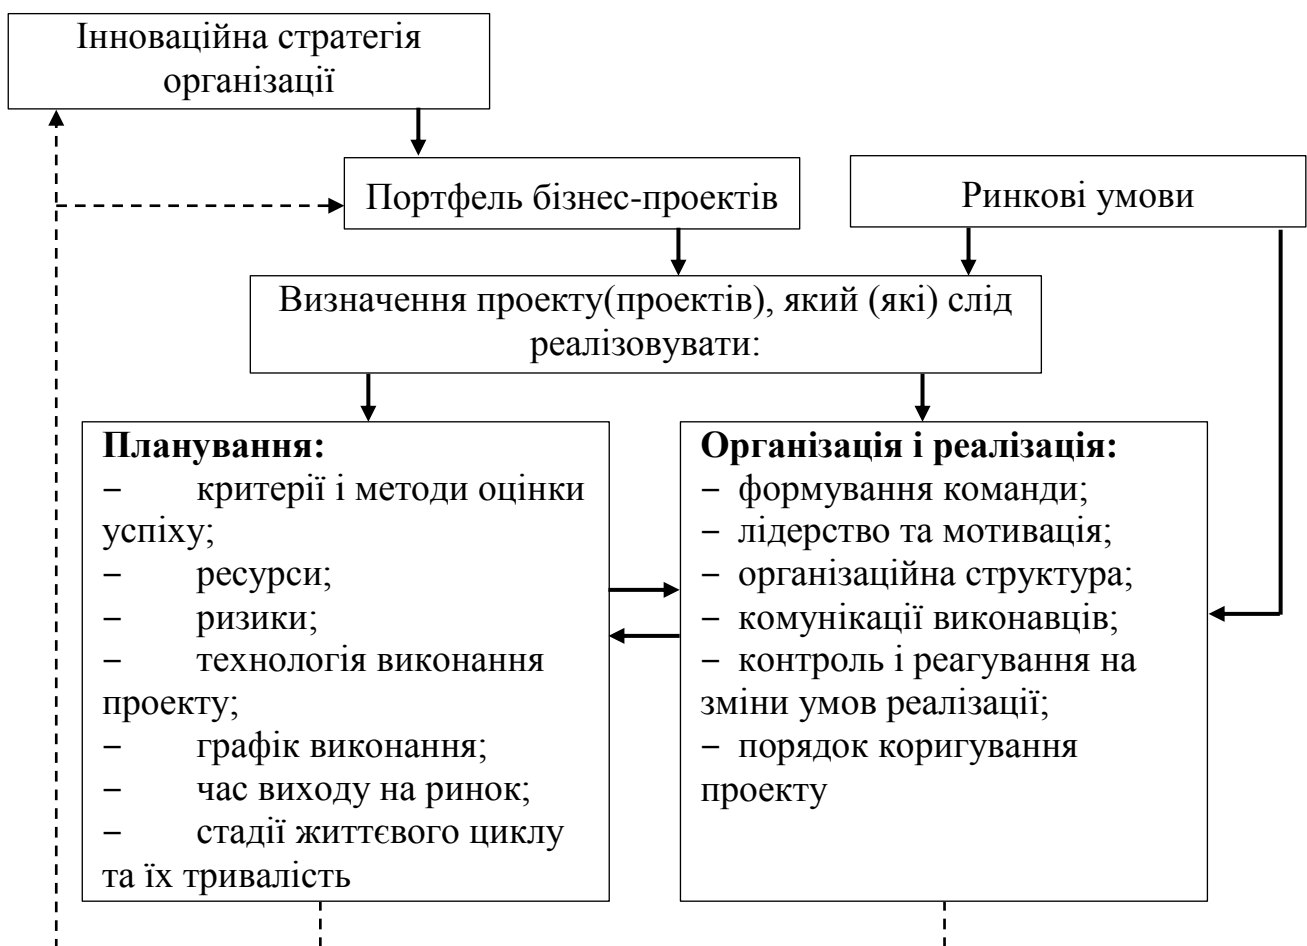 Інноваційна стратегія
організації
Портфель бізнес-проектів
Ринкові умови
Визначення проекту(проектів), який (які) слід
реалізовувати:
Планування:
− критерії і методи оцінки
успіху;
− ресурси;
− ризики;
− технологія виконання
проекту;
− графік виконання;
− час виходу на ринок;
− стадії життєвого циклу
та їх тривалість
Організація і реалізація:
− формування команди;
− лідерство та мотивація;
− організаційна структура;
− комунікації виконавців;
− контроль і реагування на
зміни умов реалізації;
− порядок коригування
проекту